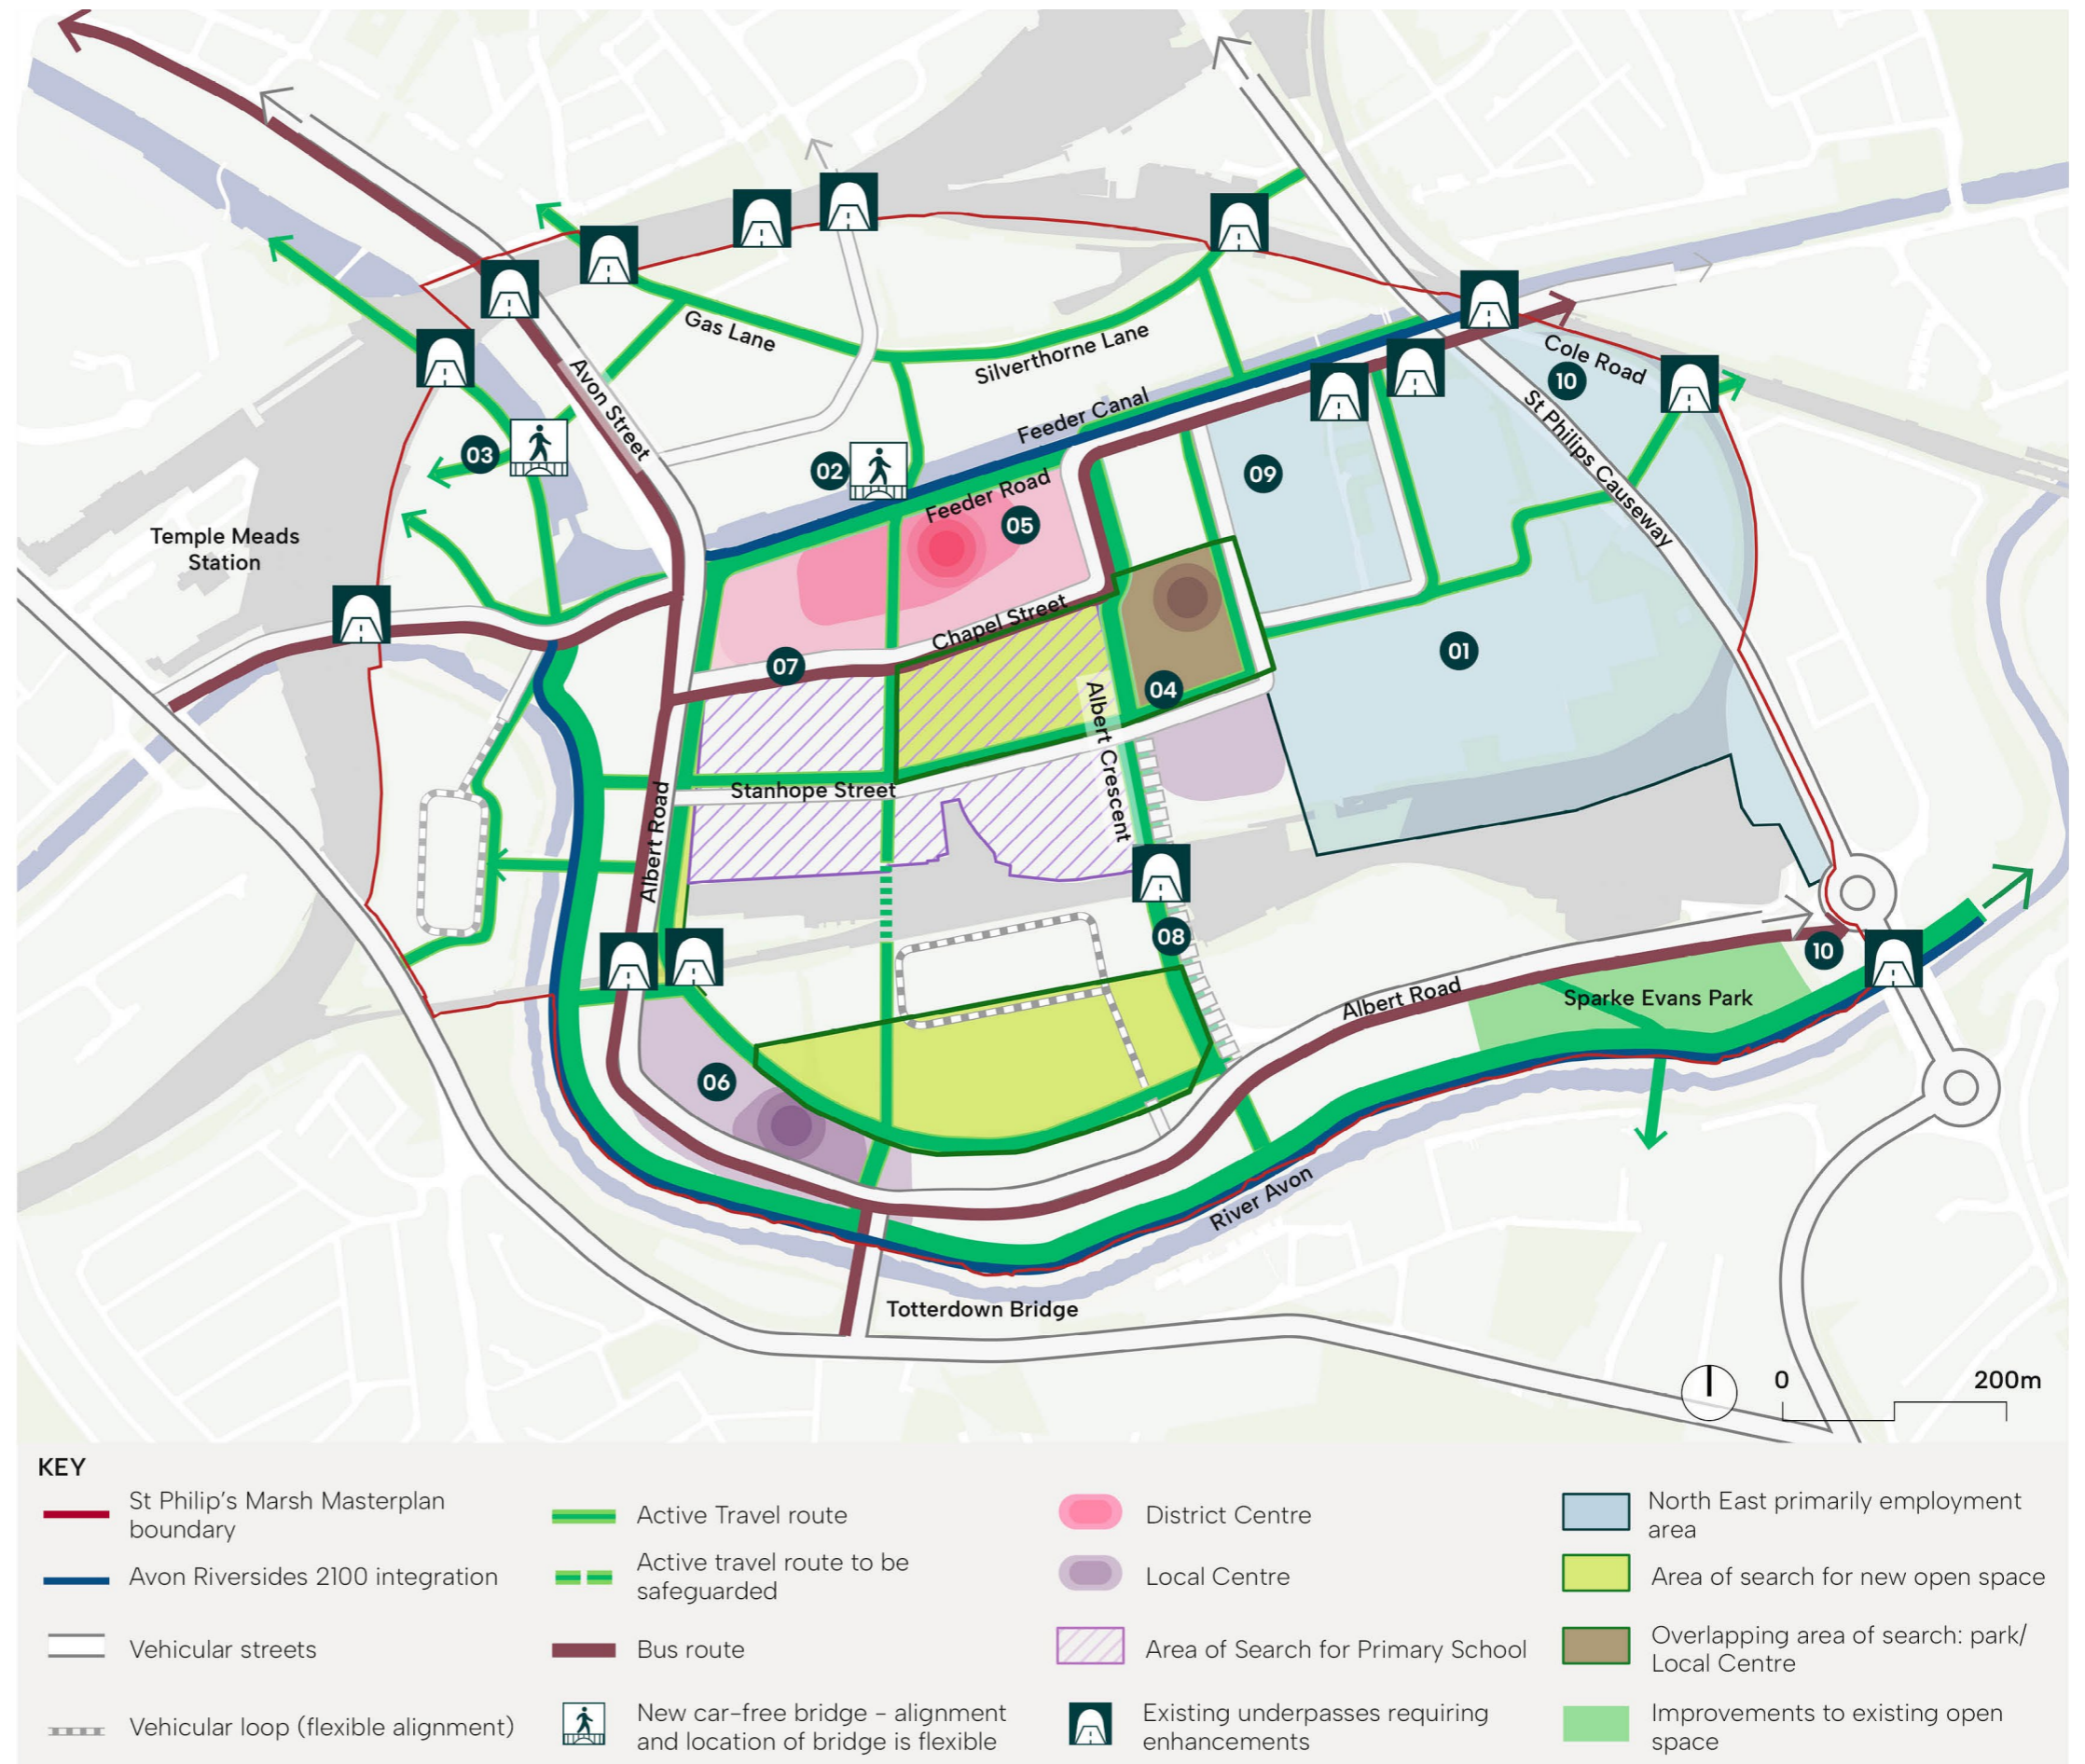 Gas Lane
Silverthorne Lane
Cole Road
10
Avon Street
St Philips Causeway
Feeder Canal
03
02
09
Feeder Road
05
Temple Meads
Station
Chapel Street
01
07
04
Albert Crescent
Stanhope Street
Albert Road
08
10
Albert Road
Sparke Evans Park
06
River Avon
Totterdown Bridge
0
200m
KEY
St Philip's Marsh Masterplan
boundary
Avon Riversides 2100 integration
Vehicular streets
Vehicular loop (flexible alignment)
Active Travel route
Active travel route to be
safeguarded
Bus route
New car-free bridge - alignment
and location of bridge is flexible
District Centre
Local Centre
Area of Search for Primary School
Existing underpasses requiring
enhancements
North East primarily employment
area
Area of search for new open space
Overlapping area of search: park/
Local Centre
Improvements to existing open
space